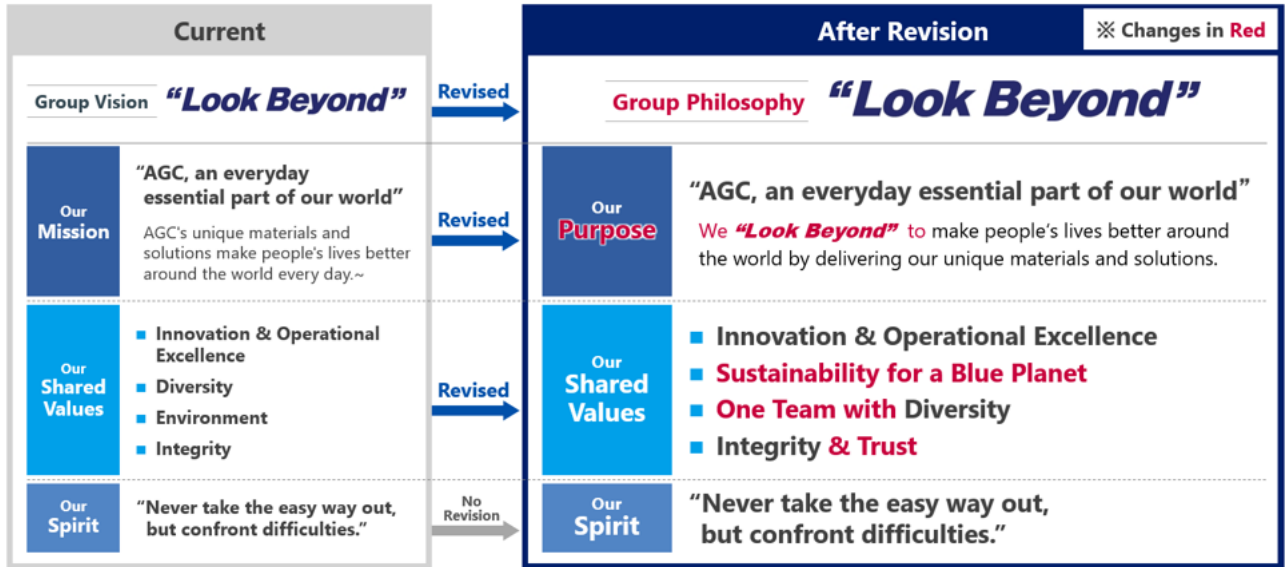 Current
After Revision
※ Changes in Red
Group Vision “Look Beyond”
Revised
Group Philosophy “Look Beyond”
Our
Mission
“AGC, an everyday
essential part of our world”
AGC's unique materials and
solutions make people's lives better
around the world every day.~
Revised
Our
Purpose
“AGC, an everyday essential part of our world”
We “Look Beyond” to make people’s lives better around
the world by delivering our unique materials and solutions.
Our
Shared
Values
■ Innovation & Operational
Excellence
■ Diversity
■ Environment
■ Integrity
Revised
Our
Shared
Values
■ Innovation & Operational Excellence
■ Sustainability for a Blue Planet
■ One Team with Diversity
■ Integrity & Trust
Our
Spirit
“Never take the easy way out,
but confront difficulties.”
No
Revision
Our
Spirit
“Never take the easy way out,
but confront difficulties.”